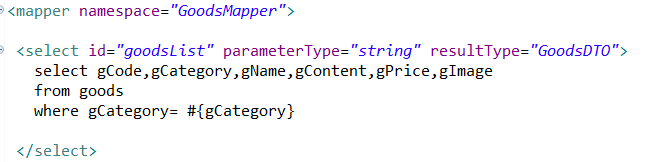 <mapper namespace="GoodsMapper">
<select id="goodsList" parameterType="string" resultType="GoodsDTO">
select gCode,gCategory,gName,gContent,gPrice,gImage
from goods
where gCategory= #{gCategory}
</select>